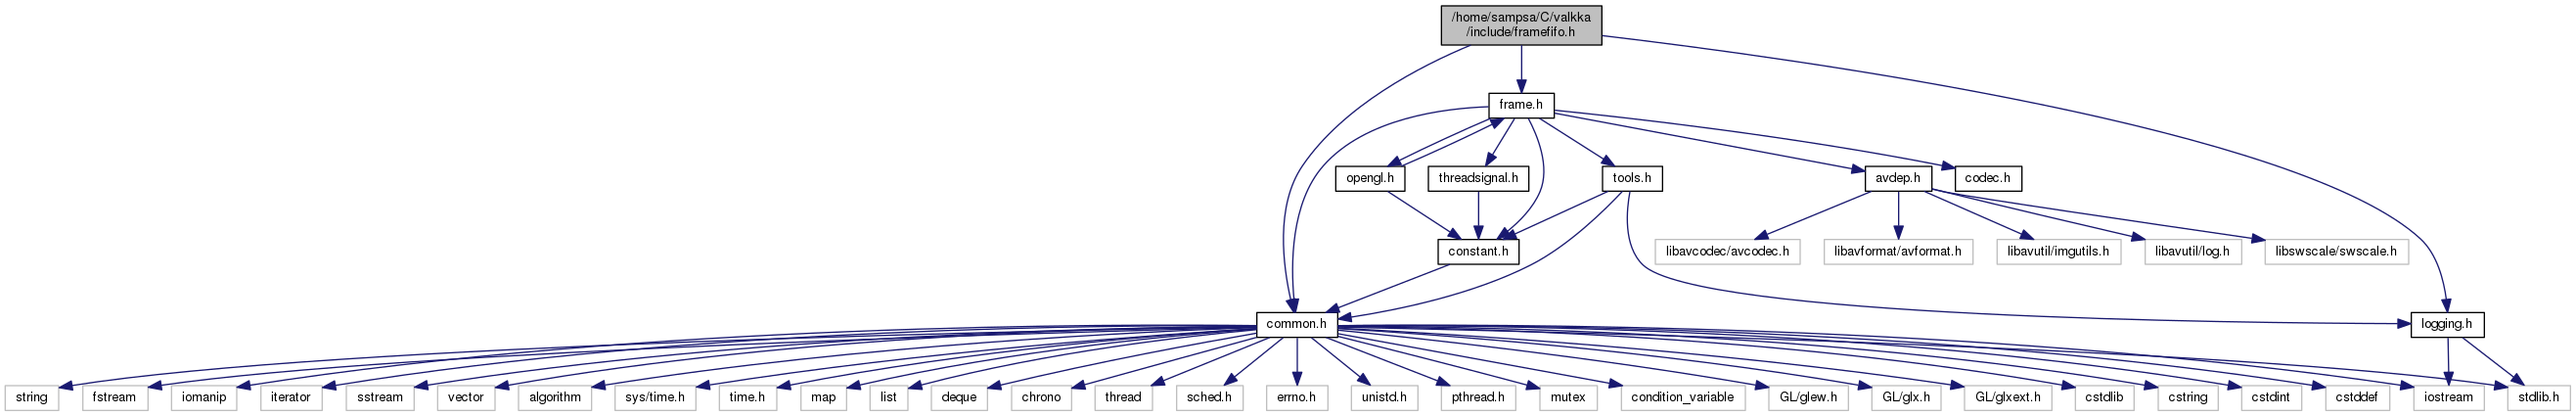 /home/sampsa/C/valkka
/include/framefifo.h
frame.h
opengl.h
threadsignal.h
tools.h
avdep.h
codec.h
constant.h
libavcodec/avcodec.h
libavformat/avformat.h
libavutil/imgutils.h
libavutil/log.h
libswscale/swscale.h
common.h
logging.h
string
fstream
iomanip
iterator
sstream
vector
algorithm
sys/time.h
time.h
map
list
deque
chrono
thread
sched.h
errno.h
unistd.h
pthread.h
mutex
condition_variable
GL/glew.h
GL/glx.h
GL/glxext.h
cstdlib
cstring
cstdint
cstddef
iostream
stdlib.h